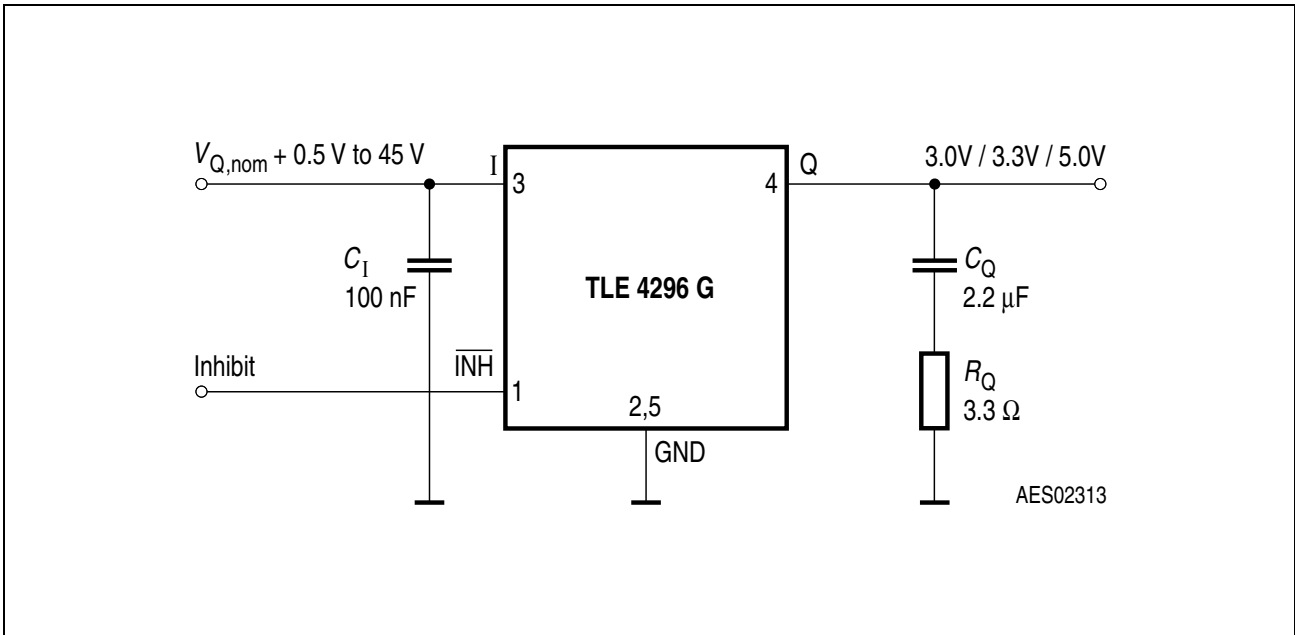 V_Q,nom + 0.5 V to 45 V
I
3
4
Q
3.0V / 3.3V / 5.0V
C_I
100 nF
TLE 4296 G
C_Q
2.2 μF
Inhibit
I̅N̅H̅
1
2,5
GND
R_Q
3.3 Ω
AES02313